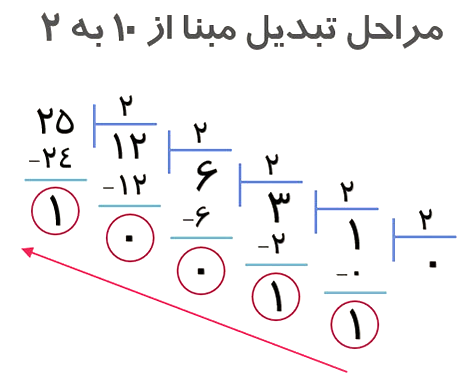 مراحل تبدیل مبنا از ۱۰ به ۲
۲۵ ۲
-۲٤ ۱۲ ۲
۱ -۱۲ ۶ ۲
۰ -۶ ۳ ۲
۰ -۲ ۱ ۲
۱ -۰ ۰
۱